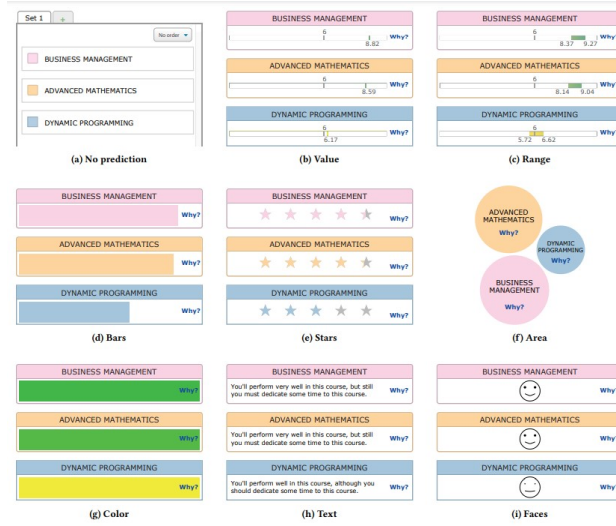 Set 1 +
No order
BUSINESS MANAGEMENT
ADVANCED MATHEMATICS
DYNAMIC PROGRAMMING
(a) No prediction
BUSINESS MANAGEMENT
6
8.82
Why?
ADVANCED MATHEMATICS
6
8.59
Why?
DYNAMIC PROGRAMMING
6
6.17
Why?
(b) Value
BUSINESS MANAGEMENT
6
8.37 9.27
Why?
ADVANCED MATHEMATICS
6
8.14 9.04
Why?
DYNAMIC PROGRAMMING
6
5.72 6.62
Why?
(c) Range
BUSINESS MANAGEMENT
Why?
ADVANCED MATHEMATICS
Why?
DYNAMIC PROGRAMMING
Why?
(d) Bars
BUSINESS MANAGEMENT
Why?
ADVANCED MATHEMATICS
Why?
DYNAMIC PROGRAMMING
Why?
(e) Stars
ADVANCED
MATHEMATICS
Why?
DYNAMIC
PROGRAMMING
Why?
BUSINESS
MANAGEMENT
Why?
(f) Area
BUSINESS MANAGEMENT
Why?
ADVANCED MATHEMATICS
Why?
DYNAMIC PROGRAMMING
Why?
(g) Color
BUSINESS MANAGEMENT
You'll perform very well in this course, but still
you must dedicate some time to this course.
Why?
ADVANCED MATHEMATICS
You'll perform very well in this course, but still
you must dedicate some time to this course.
Why?
DYNAMIC PROGRAMMING
You'll perform well in this course, although you
should dedicate some time to this course.
Why?
(h) Text
BUSINESS MANAGEMENT
Why?
ADVANCED MATHEMATICS
Why?
DYNAMIC PROGRAMMING
Why?
(i) Faces